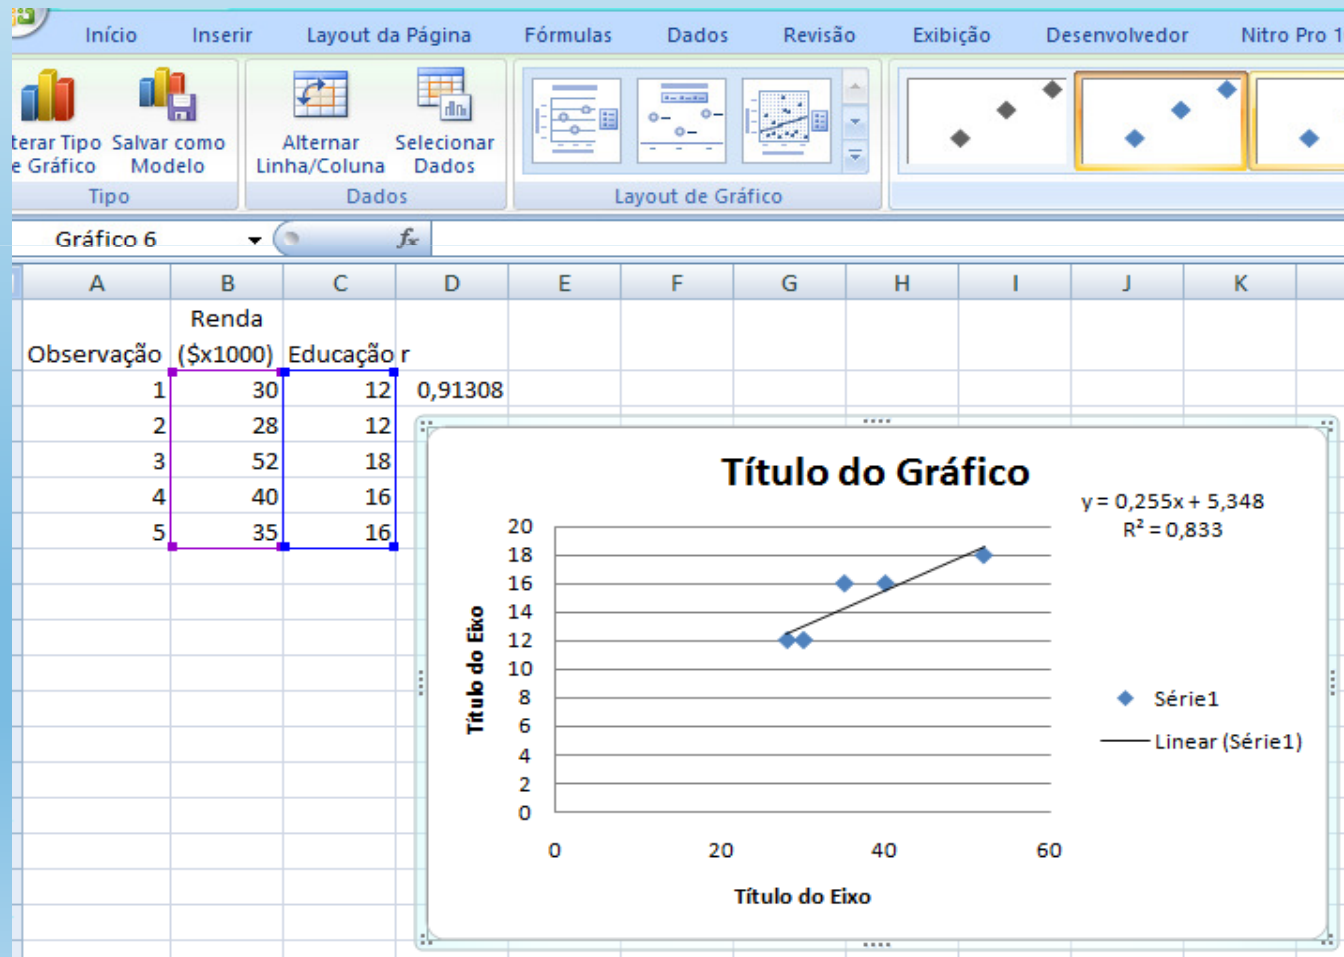 Início Inserir Layout da Página Fórmulas Dados Revisão Exibição Desenvolvedor Nitro Pro 1
terar Tipo Salvar como Alternar Selecionar
e Gráfico Modelo Linha/Coluna Dados
Tipo Dados Layout de Gráfico
Gráfico 6 fx
A B C D E F G H I J K
Renda
Observação ($x1000) Educação r
1 30 12 0,91308
2 28 12
3 52 18
4 40 16
5 35 16
Título do Gráfico
y = 0,255x + 5,348
R² = 0,833
20
18
16
14
12
10
8
6
4
2
0
Título do Eixo
0 20 40 60
Título do Eixo
Série1
Linear (Série1)